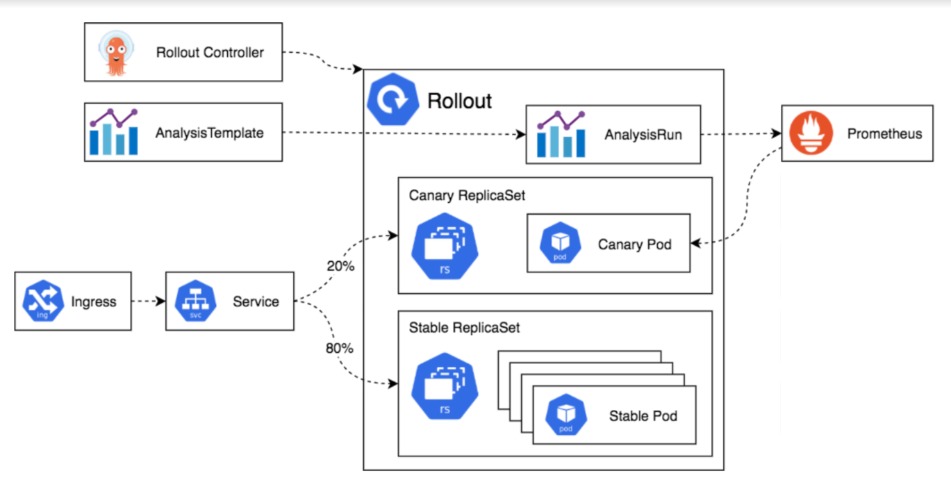 Rollout Controller
AnalysisTemplate
Rollout
AnalysisRun
Prometheus
Canary ReplicaSet
rs
pod
Canary Pod
20%
Ingress
ing
Service
svc
80%
Stable ReplicaSet
rs
pod
Stable Pod